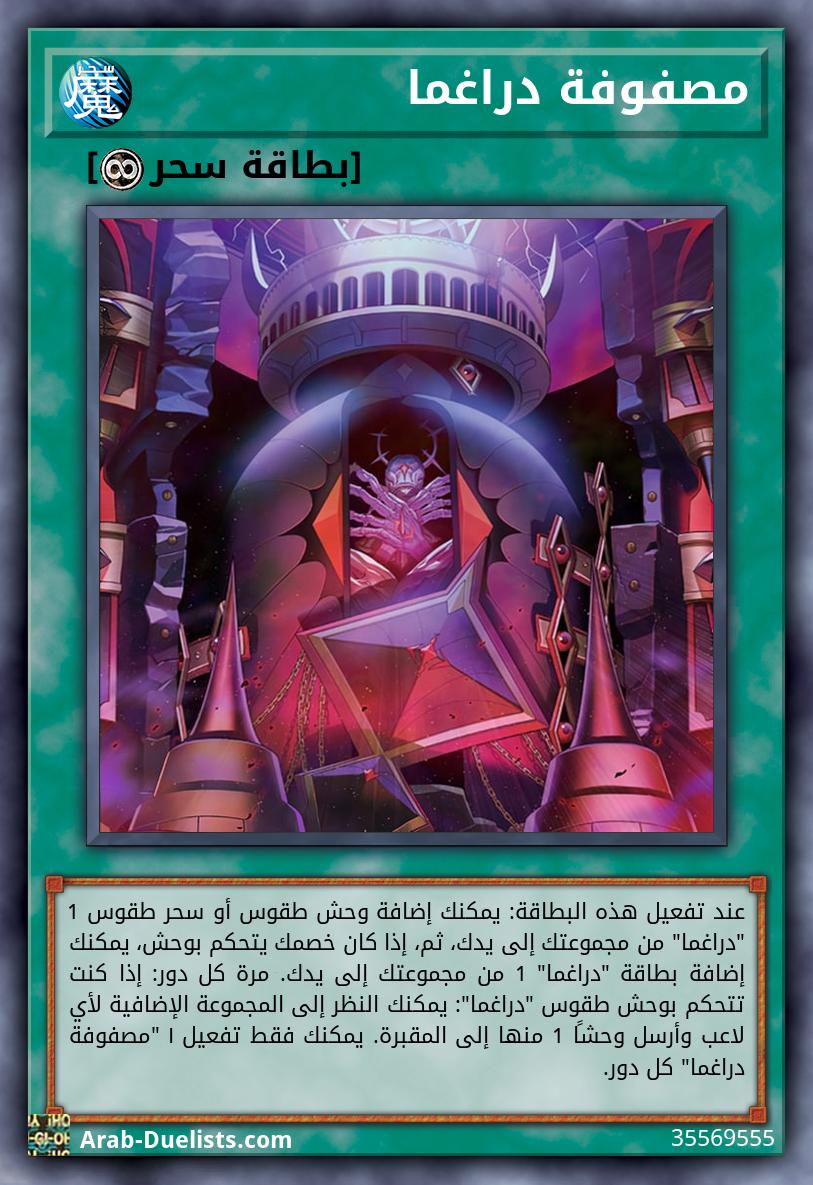 مصفوفة دراغما
魔
[بطاقة سحر∞]
عند تفعيل هذه البطاقة: يمكنك إضافة وحش طقوس أو سحر طقوس 1
"دراغما" من مجموعتك إلى يدك، ثم، إذا كان خصمك يتحكم بوحش، يمكنك
إضافة بطاقة "دراغما" 1 من مجموعتك إلى يدك. مرة كل دور: إذا كنت
تتحكم بوحش طقوس "دراغما": يمكنك النظر إلى المجموعة الإضافية لأي
لاعب وأرسل وحشاً 1 منها إلى المقبرة. يمكنك فقط تفعيل ١ "مصفوفة
دراغما" كل دور.
Arab-Duelists.com
35569555